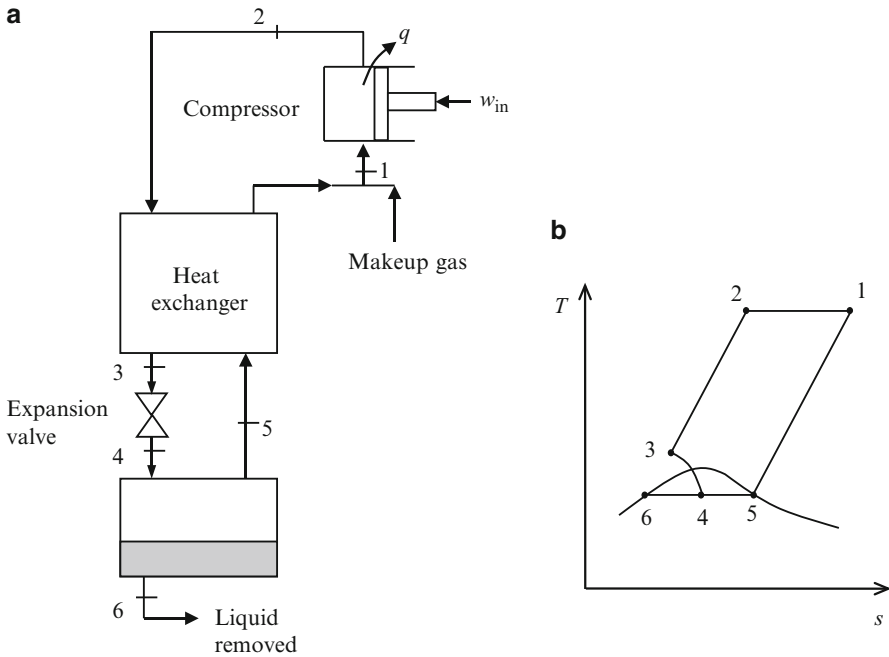 a
2
q
Compressor
w_in
1
Makeup gas
Heat
exchanger
3
Expansion
valve
4
5
6
Liquid
removed
b
T
2
1
3
6
4
5
s